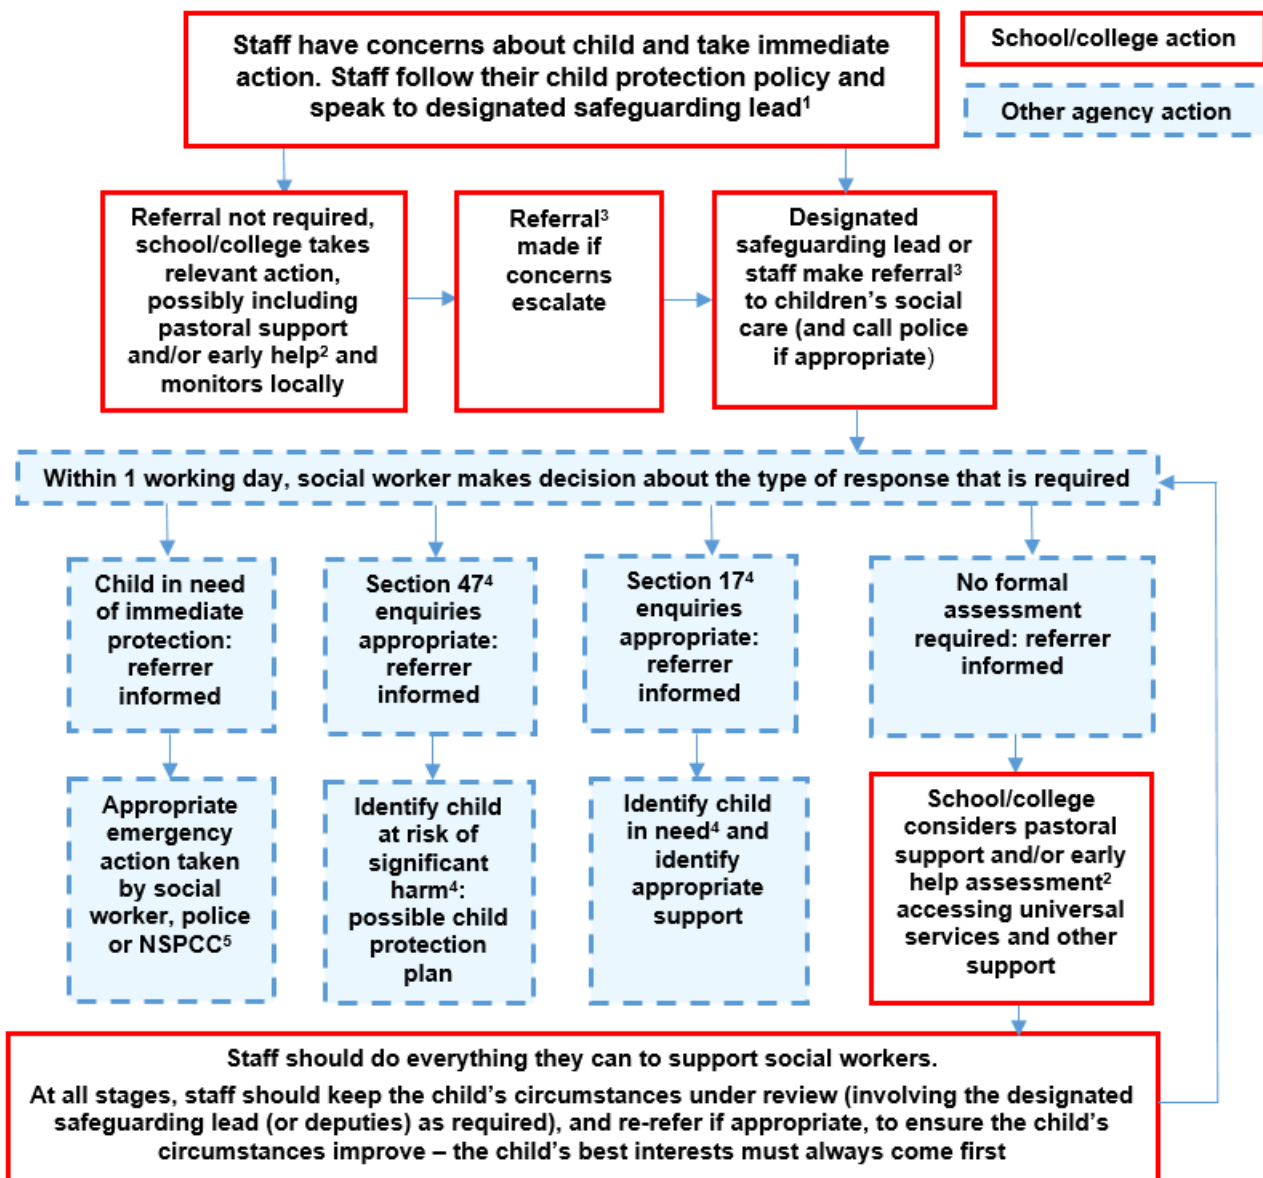 Staff have concerns about child and take immediate
action. Staff follow their child protection policy and
speak to designated safeguarding lead¹
School/college action
Other agency action
Referral not required,
school/college takes
relevant action,
possibly including
pastoral support
and/or early help² and
monitors locally
Referral³
made if
concerns
escalate
Designated
safeguarding lead or
staff make referral³
to children’s social
care (and call police
if appropriate)
Within 1 working day, social worker makes decision about the type of response that is required
Child in need
of immediate
protection:
referrer
informed
Section 47⁴
enquiries
appropriate:
referrer
informed
Section 17⁴
enquiries
appropriate:
referrer
informed
No formal
assessment
required: referrer
informed
Appropriate
emergency
action taken
by social
worker, police
or NSPCC⁵
Identify child
at risk of
significant
harm⁴:
possible child
protection
plan
Identify child
in need⁴ and
identify
appropriate
support
School/college
considers pastoral
support and/or early
help assessment²
accessing universal
services and other
support
Staff should do everything they can to support social workers.
At all stages, staff should keep the child’s circumstances under review (involving the designated
safeguarding lead (or deputies) as required), and re-refer if appropriate, to ensure the child’s
circumstances improve – the child’s best interests must always come first